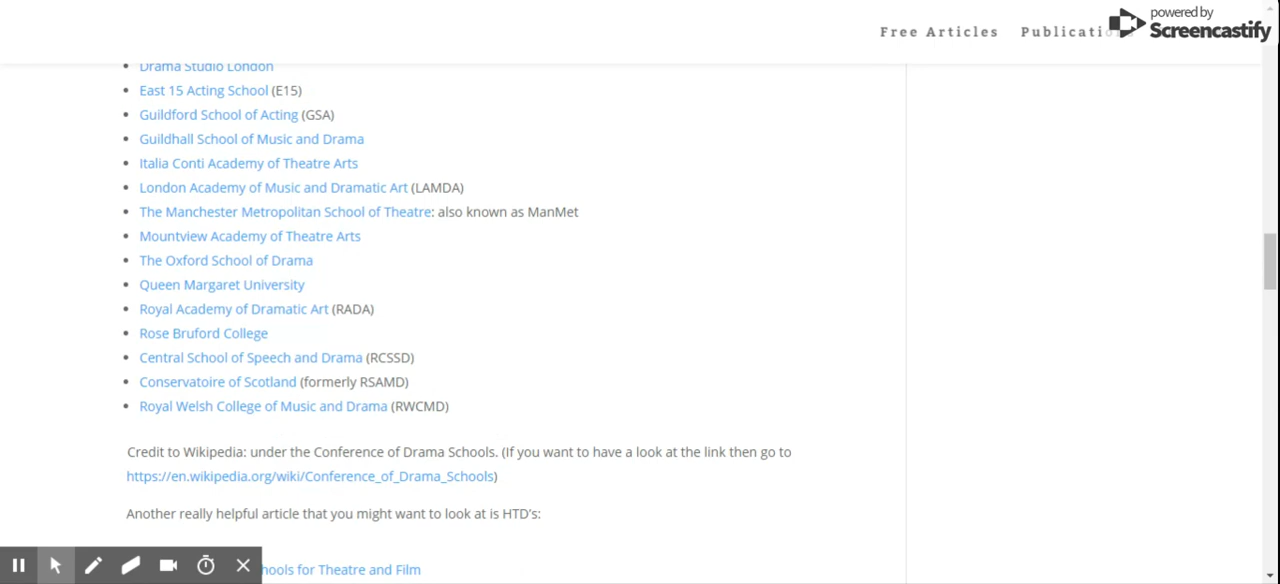 powered by
Screencastify
Free Articles Publicatio
Drama Studio London
East 15 Acting School (E15)
Guildford School of Acting (GSA)
Guildhall School of Music and Drama
Italia Conti Academy of Theatre Arts
London Academy of Music and Dramatic Art (LAMDA)
The Manchester Metropolitan School of Theatre: also known as ManMet
Mountview Academy of Theatre Arts
The Oxford School of Drama
Queen Margaret University
Royal Academy of Dramatic Art (RADA)
Rose Bruford College
Central School of Speech and Drama (RCSSD)
Conservatoire of Scotland (formerly RSAMD)
Royal Welsh College of Music and Drama (RWCMD)
Credit to Wikipedia: under the Conference of Drama Schools. (If you want to have a look at the link then go to
https://en.wikipedia.org/wiki/Conference_of_Drama_Schools)
Another really helpful article that you might want to look at is HTD's:
hools for Theatre and Film